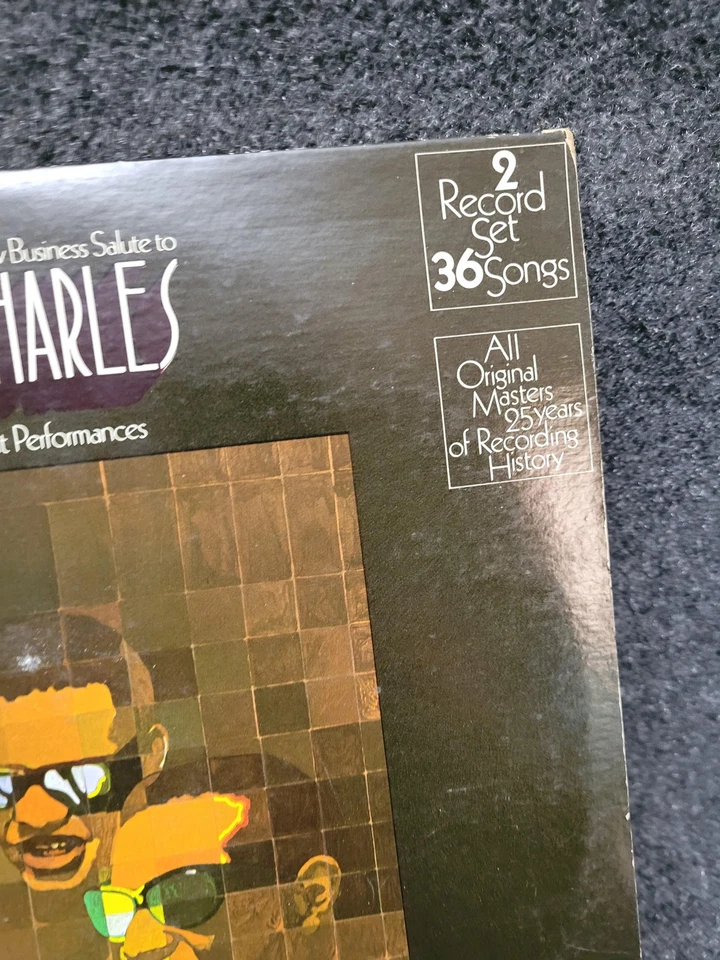 Business Salute to
HARLES
Performances
2
Record
Set
36 Songs
All
Original
Masters
25 years
of Recording
History